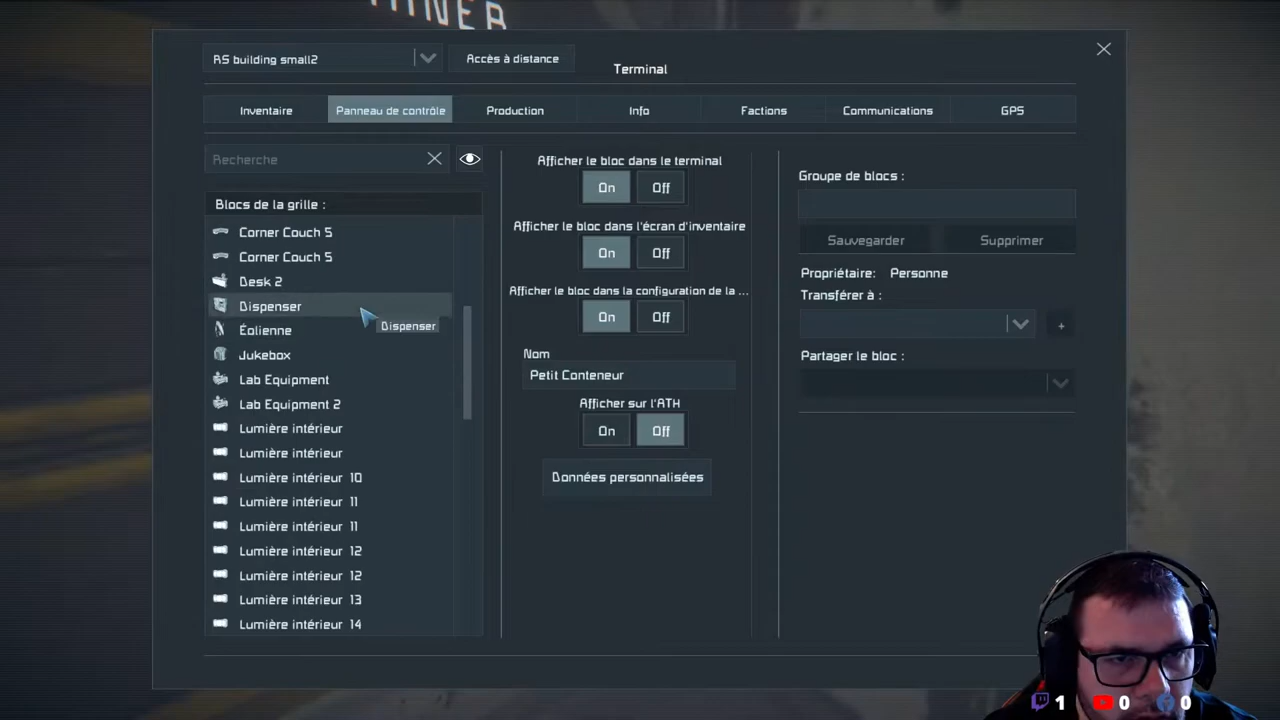 MINER
RS building small2
Accès à distance
Terminal
Inventaire
Panneau de contrôle
Production
Info
Factions
Communications
GPS
Recherche
Blocs de la grille :
Corner Couch 5
Corner Couch 5
Desk 2
Dispenser
Dispenser
Éolienne
Jukebox
Lab Equipment
Lab Equipment 2
Lumière intérieur
Lumière intérieur
Lumière intérieur 10
Lumière intérieur 11
Lumière intérieur 11
Lumière intérieur 12
Lumière intérieur 12
Lumière intérieur 13
Lumière intérieur 14
Afficher le bloc dans le terminal
On Off
Afficher le bloc dans l'écran d'inventaire
On Off
Afficher le bloc dans la configuration de la ...
On Off
Nom
Petit Conteneur
Afficher sur l'ATH
On Off
Données personnalisées
Groupe de blocs :
Sauvegarder Supprimer
Propriétaire: Personne
Transférer à :
+
Partager le bloc :
1 0 0